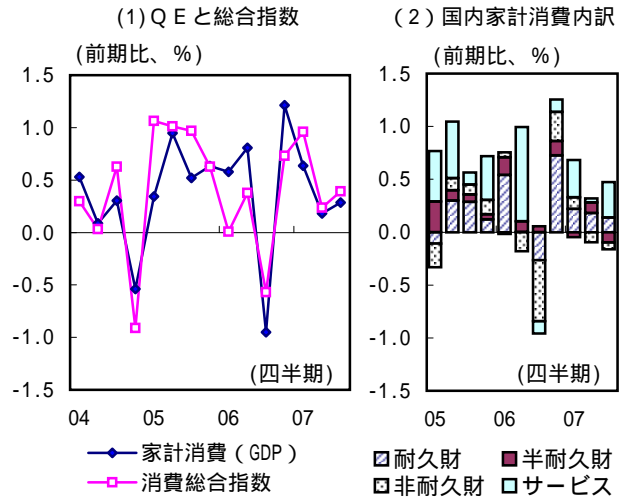 (1)ＱＥと総合指数
(前期比、％)
1.5
1.0
0.5
0.0
-0.5
-1.0
-1.5
(四半期)
04 05 06 07
家計消費（GDP）
消費総合指数
（2）国内家計消費内訳
(前期比、％)
1.5
1.0
0.5
0.0
-0.5
-1.0
-1.5
(四半期)
05 06 07
耐久財 半耐久財
非耐久財 サービス